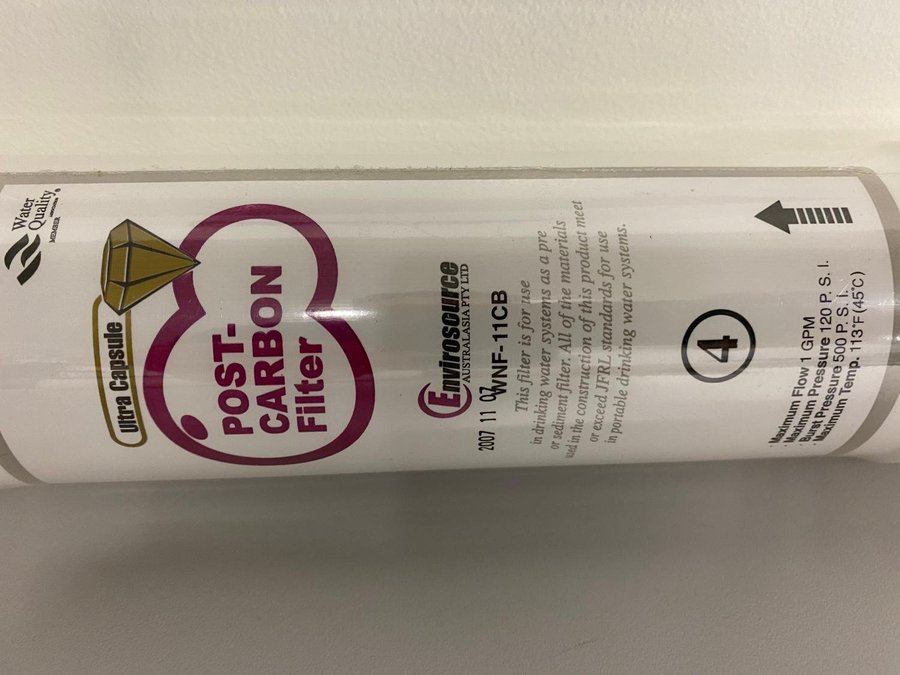 Water
Quality
ASSOCIATION®
MEMBER
Ultra Capsule
POST-
CARBON
Filter
Envirosource
AUSTRALASIA PTY LTD
2007 11 07
WNF-11CB
This filter is for use
in drinking water systems as a pre
or sediment filter. All of the materials
used in the construction of this product meet
or exceed JFRL standards for use
in portable drinking water systems.
4
· Maximum Flow 1 GPM
· Maximum Pressure 120 P. S. I.
· Burst Pressure 500 P. S. I.
· Maximum Temp. 113°F(45°C)